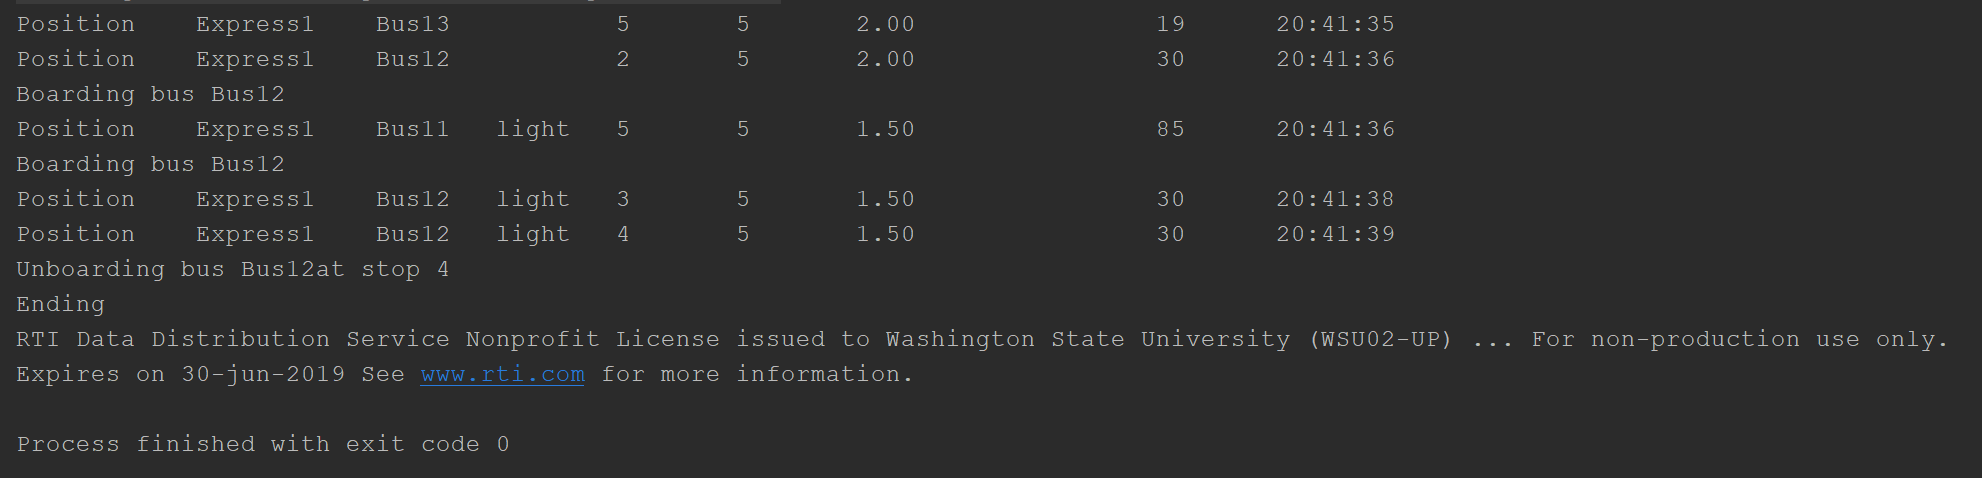 Position Express1 Bus13 5 5 2.00 19 20:41:35
Position Express1 Bus12 2 5 2.00 30 20:41:36
Boarding bus Bus12
Position Express1 Bus11 light 5 5 1.50 85 20:41:36
Boarding bus Bus12
Position Express1 Bus12 light 3 5 1.50 30 20:41:38
Position Express1 Bus12 light 4 5 1.50 30 20:41:39
Unboarding bus Bus12at stop 4
Ending
RTI Data Distribution Service Nonprofit License issued to Washington State University (WSU02-UP) ... For non-production use only.
Expires on 30-jun-2019 See www.rti.com for more information.
Process finished with exit code 0